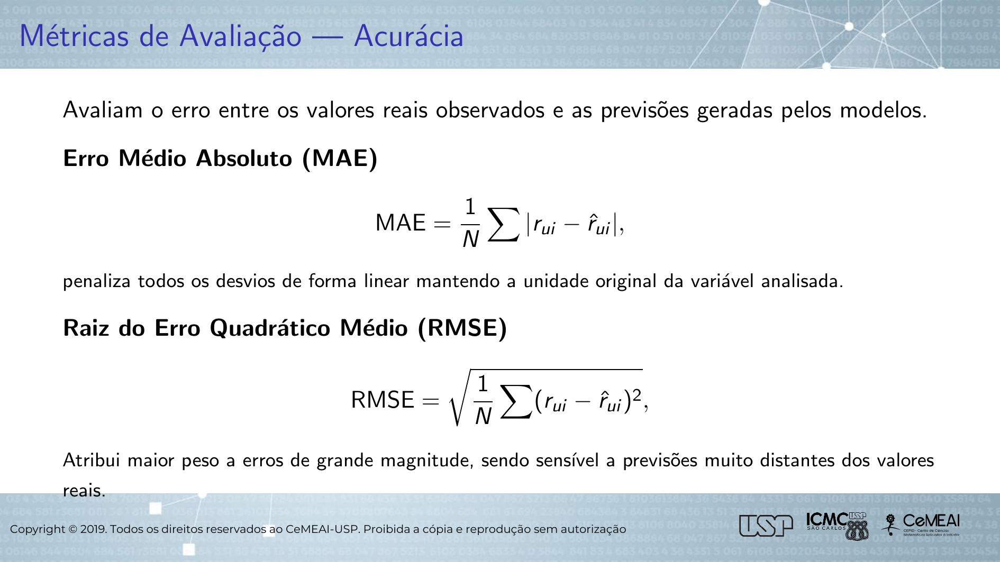 Métricas de Avaliação — Acurácia
Avaliam o erro entre os valores reais observados e as previsões geradas pelos modelos.
Erro Médio Absoluto (MAE)
MAE = \frac{1}{N} \sum |r_{ui} - \hat{r}_{ui}|,
penaliza todos os desvios de forma linear mantendo a unidade original da variável analisada.
Raiz do Erro Quadrático Médio (RMSE)
RMSE = \sqrt{\frac{1}{N} \sum (r_{ui} - \hat{r}_{ui})^2},
Atribui maior peso a erros de grande magnitude, sendo sensível a previsões muito distantes dos valores
reais.
Copyright © 2019. Todos os direitos reservados ao CeMEAI-USP. Proibida a cópia e reprodução sem autorização
USP
ICMC USP
SÃO CARLOS
CeMEAI
CEPID - Centro de Ciências
Matemáticas Aplicadas à Indústria